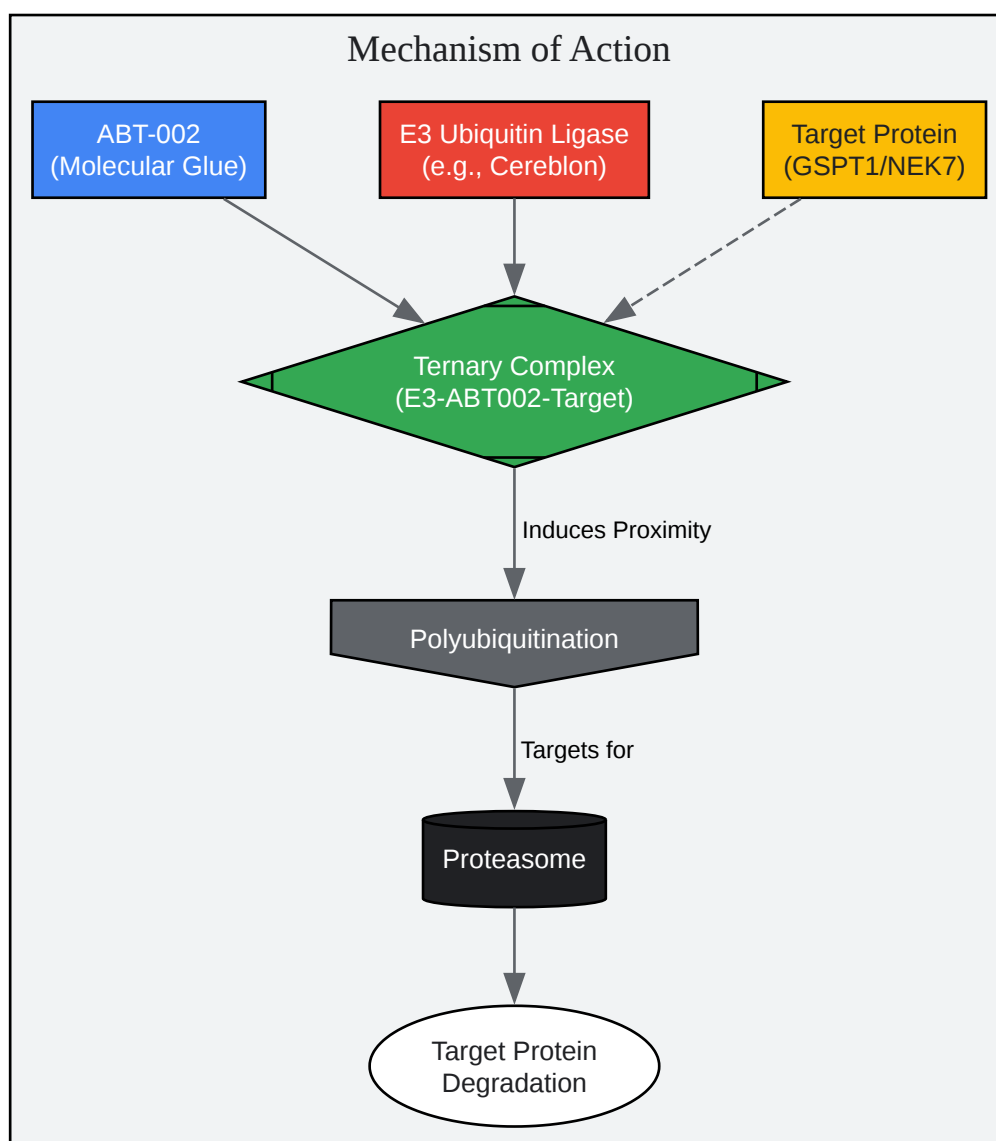 Mechanism of Action
ABT-002
(Molecular Glue)
E3 Ubiquitin Ligase
(e.g., Cereblon)
Target Protein
(GSPT1/NEK7)
Ternary Complex
(E3-ABT002-Target)
Induces Proximity
Polyubiquitination
Targets for
Proteasome
Target Protein
Degradation